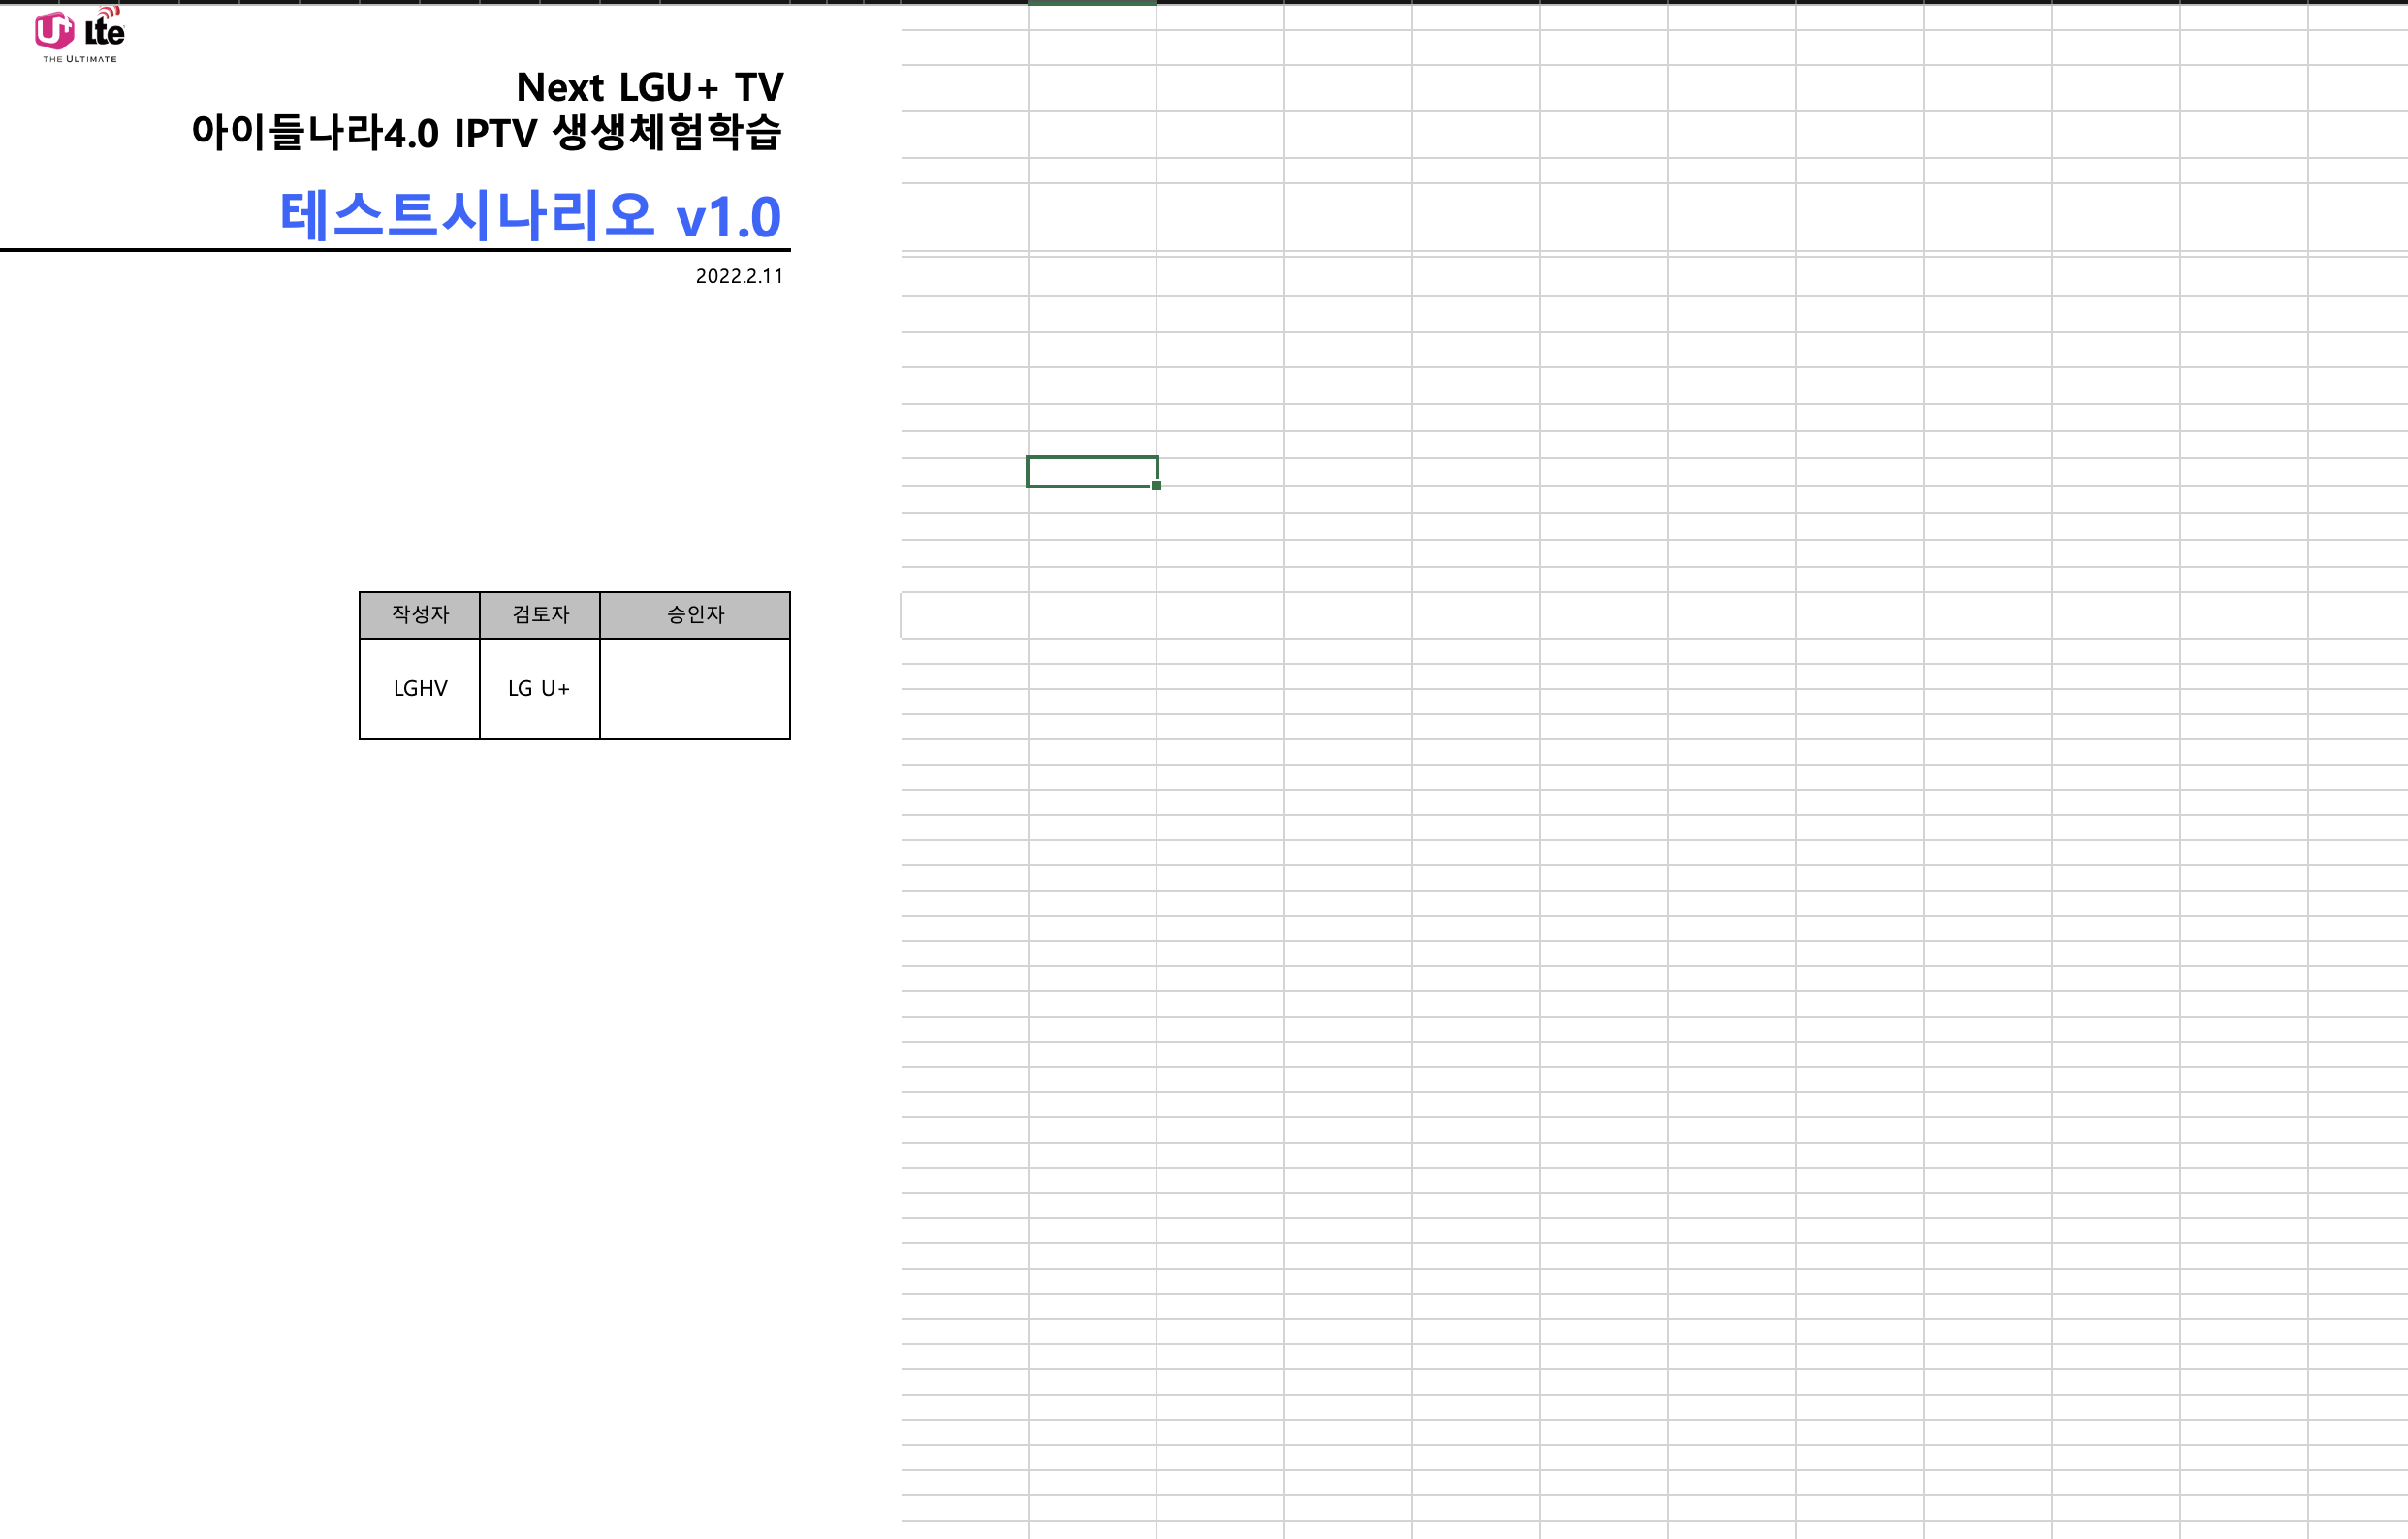 U+ Lte
THE ULTIMATE
Next LGU+ TV
아이들나라4.0 IPTV 생생체험학습
테스트시나리오 v1.0
2022.2.11
작성자 검토자 승인자
LGHV LG U+